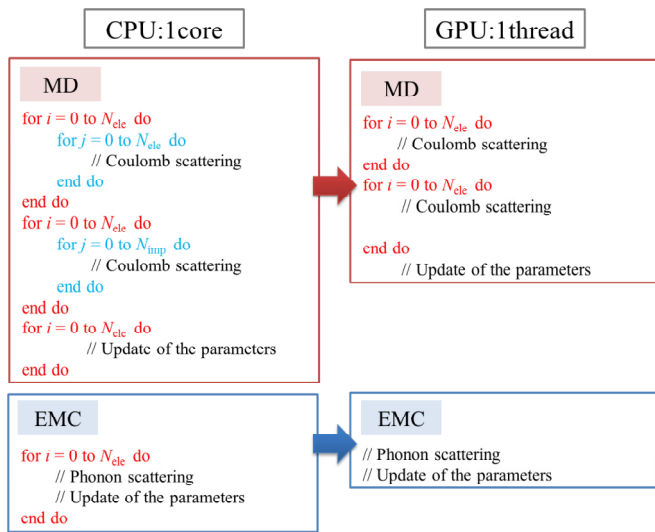 CPU:1core
MD
for i = 0 to Nele do
for j = 0 to Nele do
// Coulomb scattering
end do
end do
for i = 0 to Nele do
for j = 0 to Nimp do
// Coulomb scattering
end do
end do
for i = 0 to Nele do
// Update of the parameters
end do
EMC
for i = 0 to Nele do
// Phonon scattering
// Update of the parameters
end do
GPU:1thread
MD
for i = 0 to Nele do
// Coulomb scattering
end do
for i = 0 to Nele do
// Coulomb scattering
end do
// Update of the parameters
EMC
// Phonon scattering
// Update of the parameters